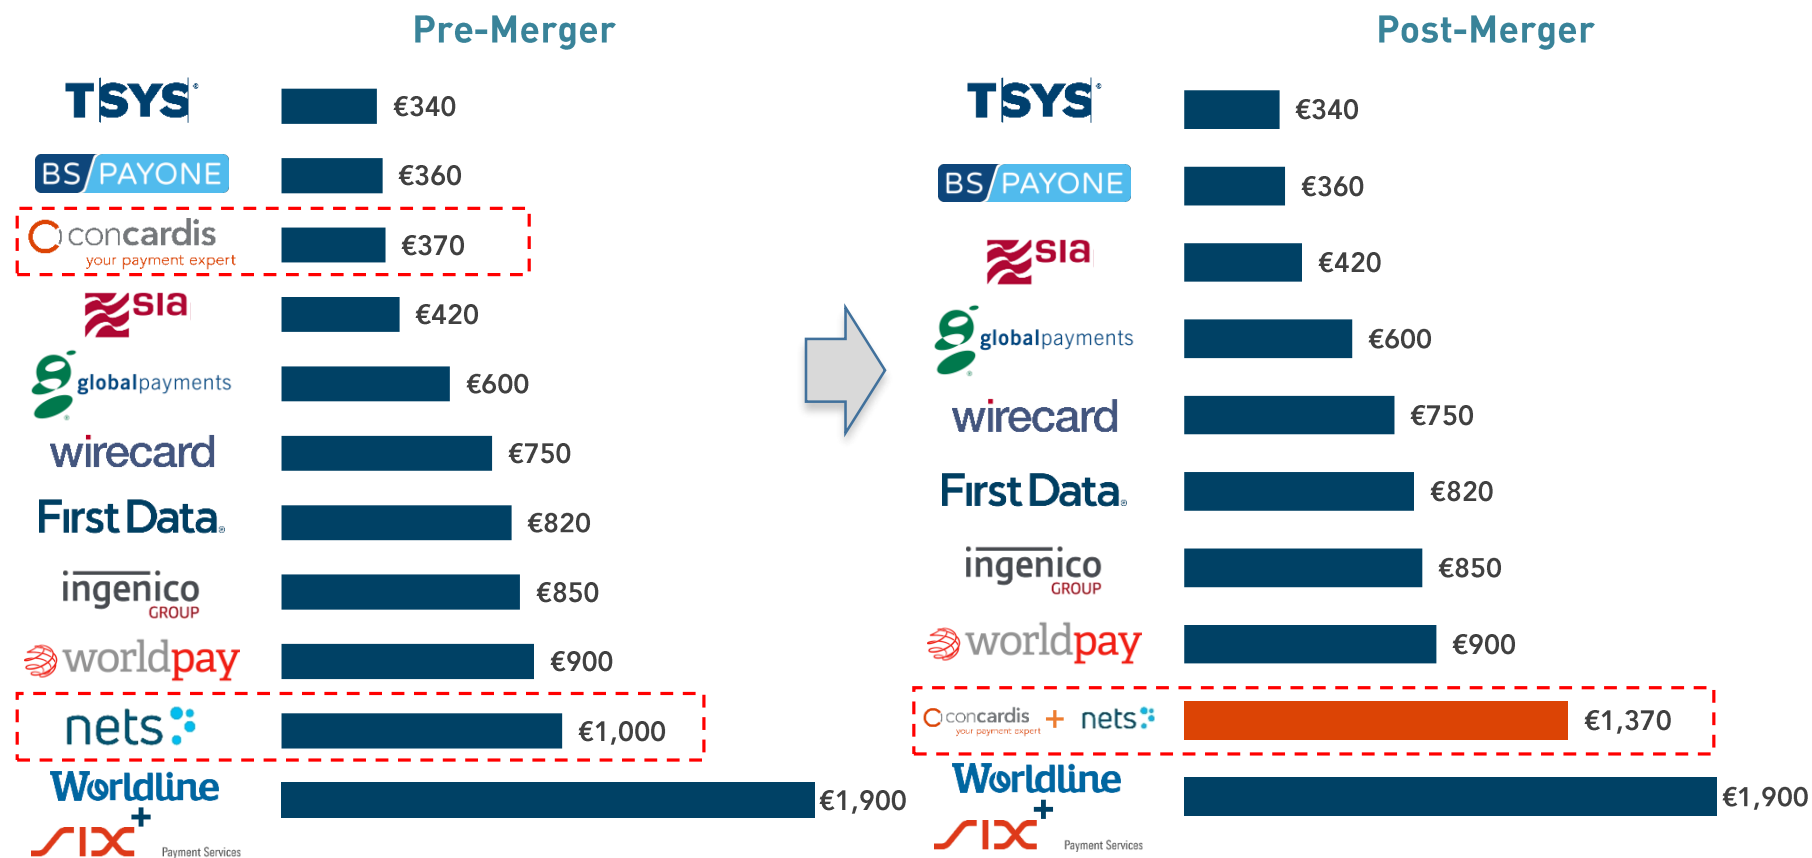 Pre-Merger
TSYS®
€340
BS/PAYONE
€360
concardis
your payment expert
€370
SIA
€420
globalpayments
€600
wirecard
€750
First Data®
€820
ingenico
GROUP
€850
worldpay
€900
nets
€1,000
Worldline
+
SIX Payment Services
€1,900
Post-Merger
TSYS®
€340
BS/PAYONE
€360
SIA
€420
globalpayments
€600
wirecard
€750
First Data®
€820
ingenico
GROUP
€850
worldpay
€900
concardis + nets
your payment expert
€1,370
Worldline
+
SIX Payment Services
€1,900